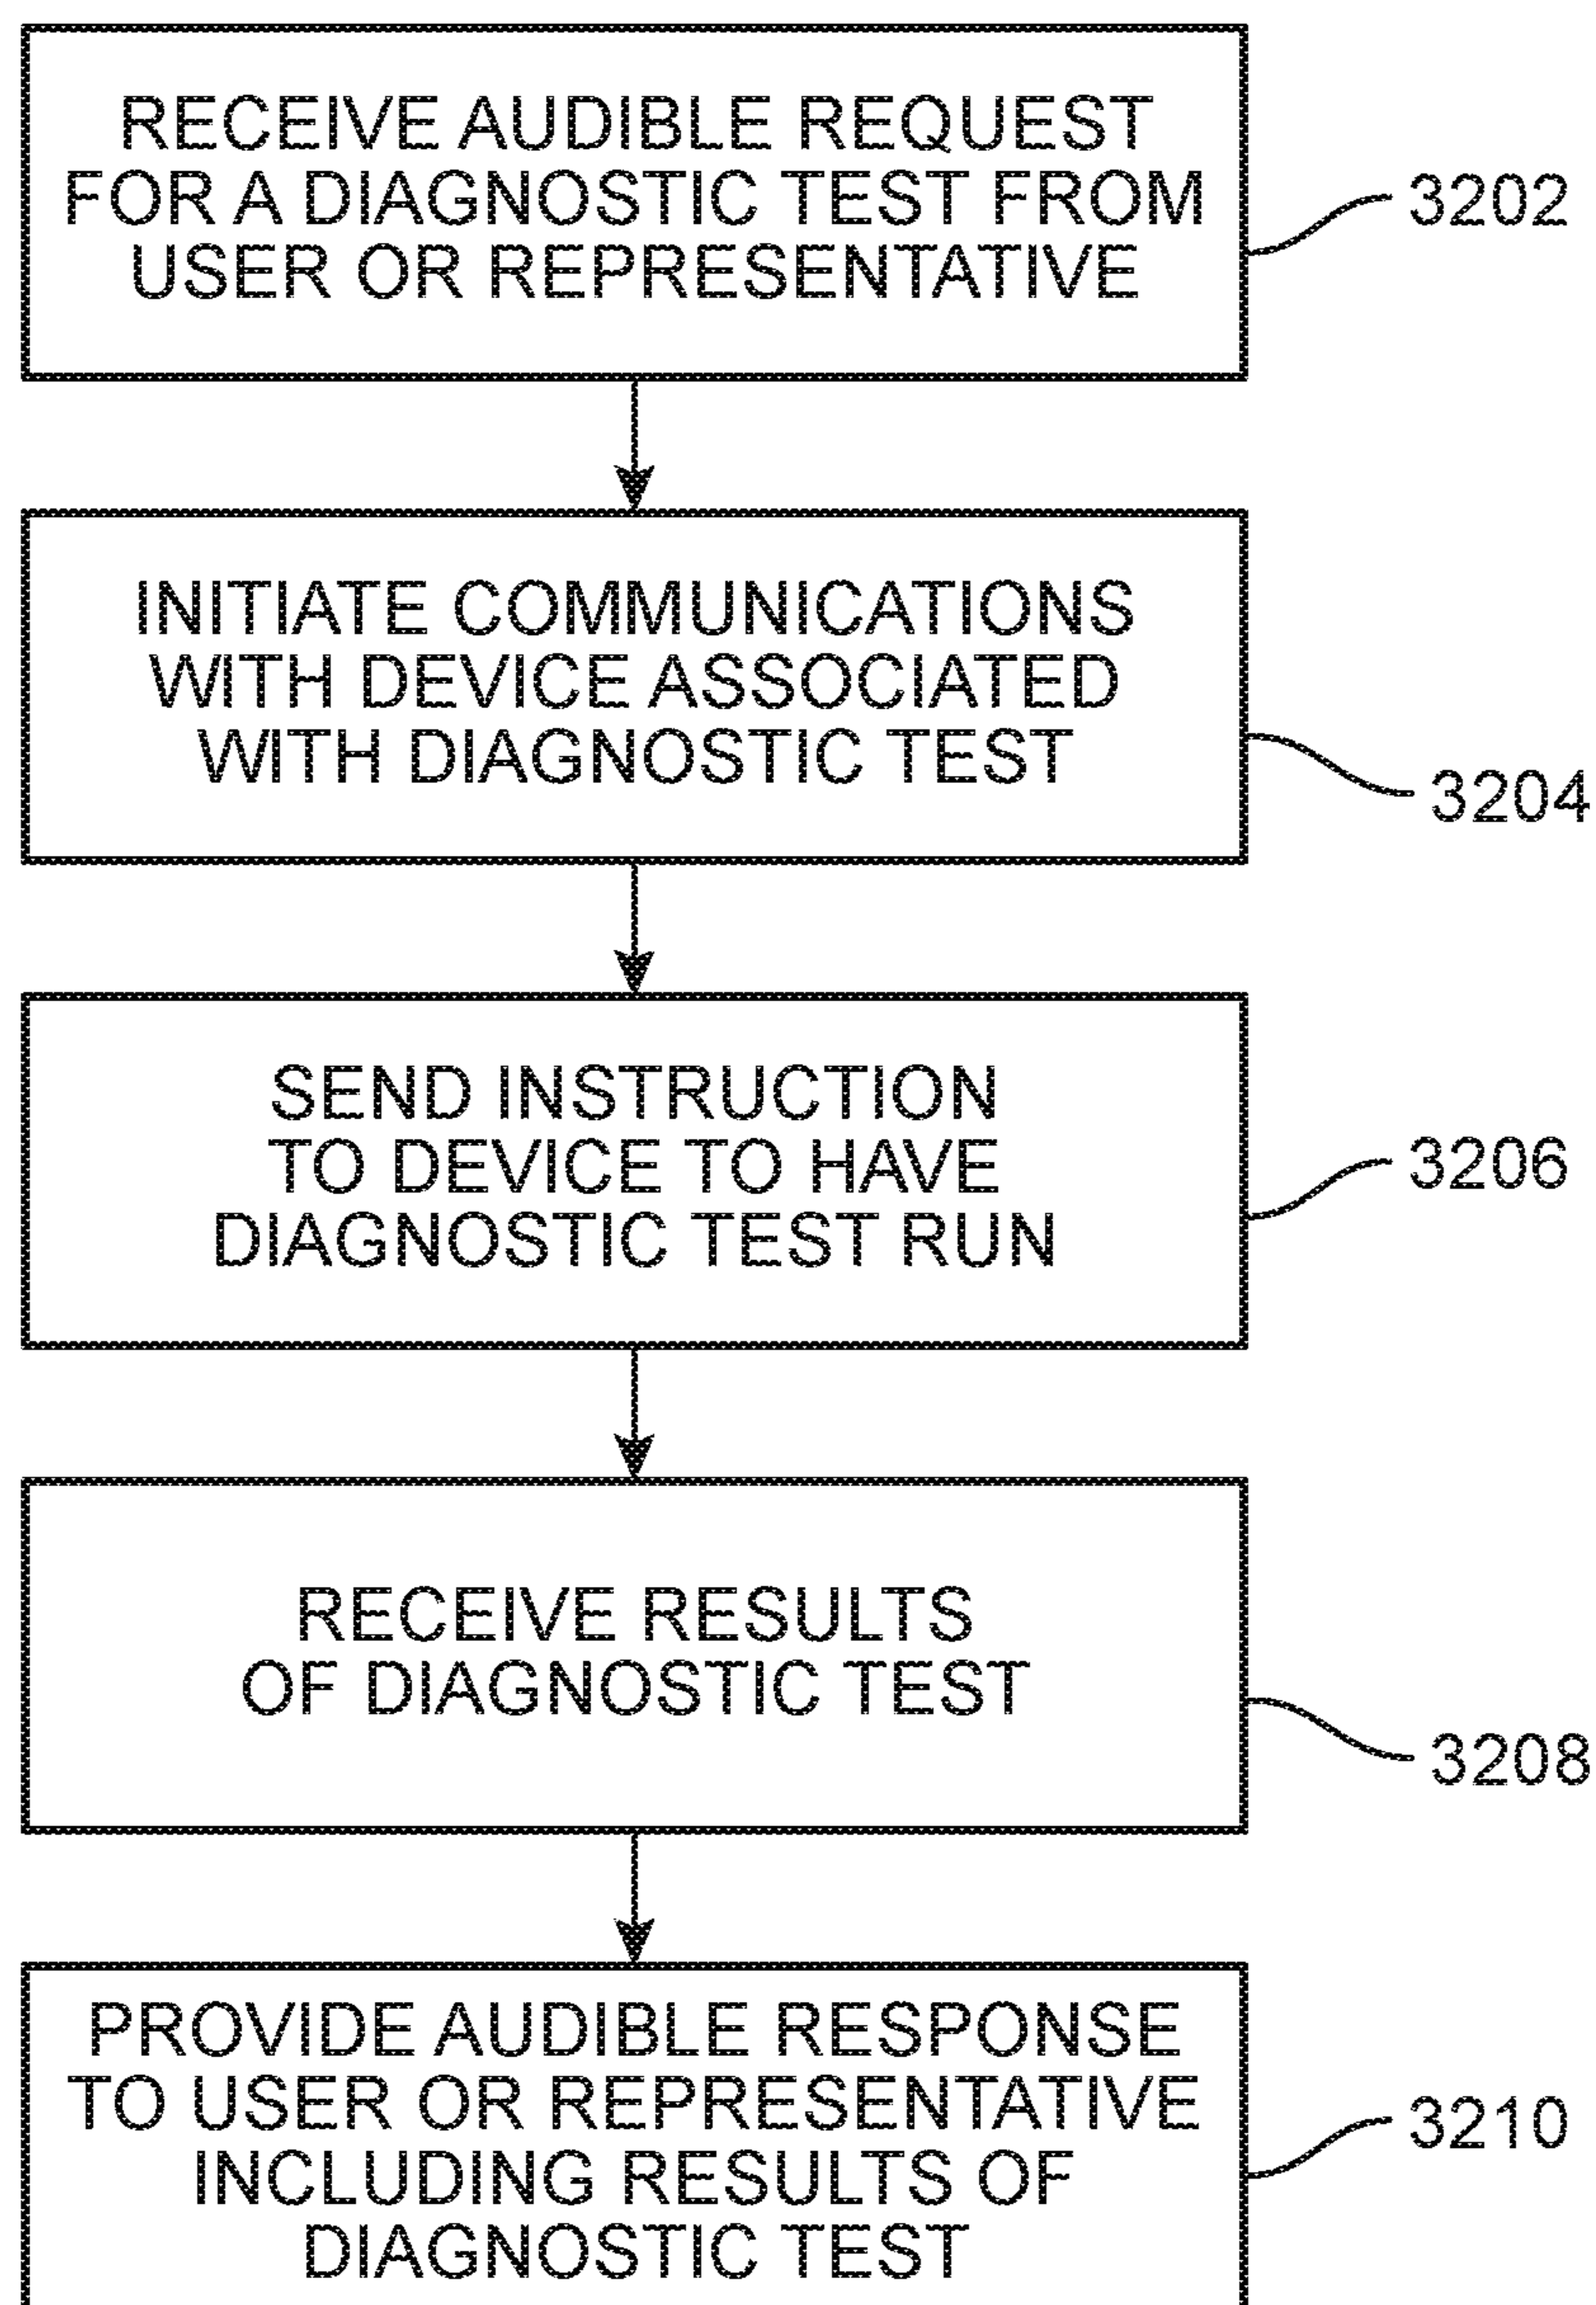 RECEIVE AUDIBLE REQUEST
FOR A DIAGNOSTIC TEST FROM
USER OR REPRESENTATIVE
3202
INITIATE COMMUNICATIONS
WITH DEVICE ASSOCIATED
WITH DIAGNOSTIC TEST
3204
SEND INSTRUCTION
TO DEVICE TO HAVE
DIAGNOSTIC TEST RUN
3206
RECEIVE RESULTS
OF DIAGNOSTIC TEST
3208
PROVIDE AUDIBLE RESPONSE
TO USER OR REPRESENTATIVE
INCLUDING RESULTS OF
DIAGNOSTIC TEST
3210